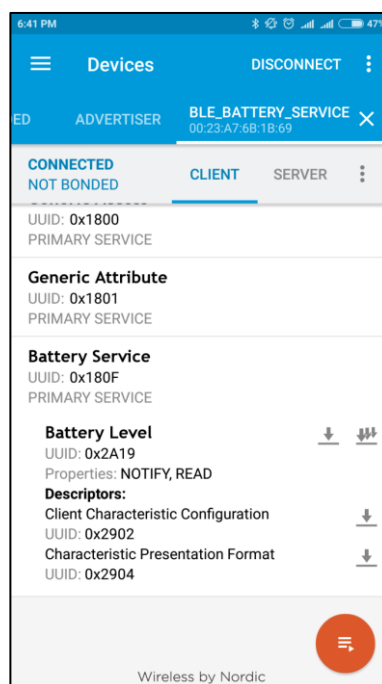 6:41 PM 47%
Devices DISCONNECT
ED ADVERTISER BLE_BATTERY_SERVICE
00:23:A7:6B:1B:69
CONNECTED CLIENT SERVER
NOT BONDED
UUID: 0x1800
PRIMARY SERVICE
Generic Attribute
UUID: 0x1801
PRIMARY SERVICE
Battery Service
UUID: 0x180F
PRIMARY SERVICE
Battery Level
UUID: 0x2A19
Properties: NOTIFY, READ
Descriptors:
Client Characteristic Configuration
UUID: 0x2902
Characteristic Presentation Format
UUID: 0x2904
Wireless by Nordic